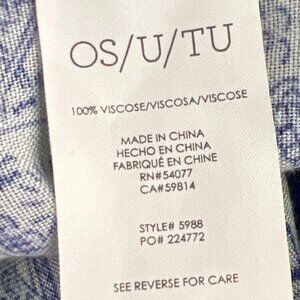 OS/U/TU
100% VISCOSE/VISCOSA/VISCOSE
MADE IN CHINA
HECHO EN CHINA
FABRIQUÉ EN CHINE
RN#54077
CA#59814
STYLE# 5988
PO# 224772
SEE REVERSE FOR CARE